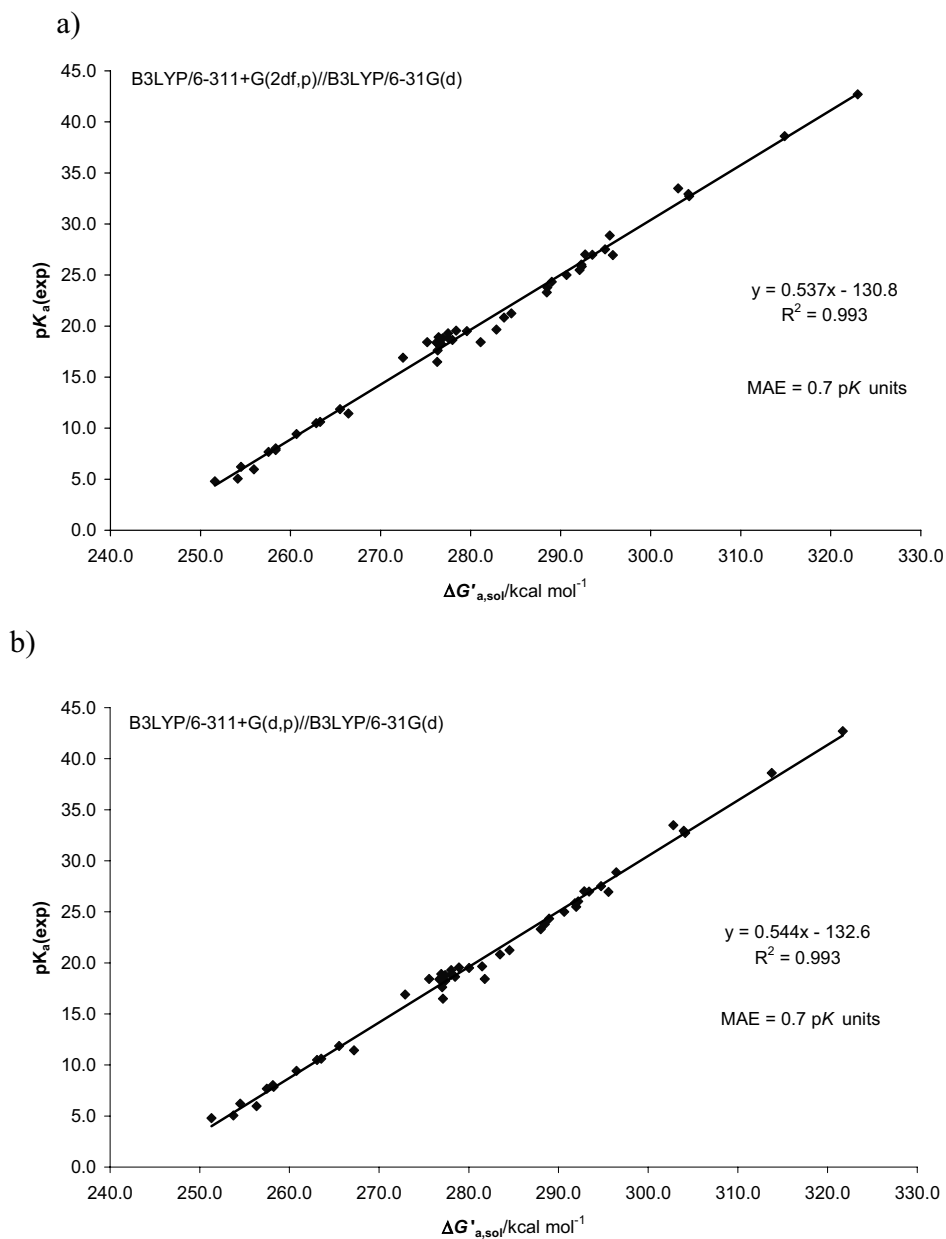 a)
B3LYP/6-311+G(2df,p)//B3LYP/6-31G(d)
45.0
40.0
35.0
30.0
25.0
20.0
15.0
10.0
5.0
0.0
pKa(exp)
y = 0.537x - 130.8
R² = 0.993
MAE = 0.7 pK units
240.0 250.0 260.0 270.0 280.0 290.0 300.0 310.0 320.0 330.0
ΔG'a,sol/kcal mol⁻¹
b)
B3LYP/6-311+G(d,p)//B3LYP/6-31G(d)
45.0
40.0
35.0
30.0
25.0
20.0
15.0
10.0
5.0
0.0
pKa(exp)
y = 0.544x - 132.6
R² = 0.993
MAE = 0.7 pK units
240.0 250.0 260.0 270.0 280.0 290.0 300.0 310.0 320.0 330.0
ΔG'a,sol/kcal mol⁻¹